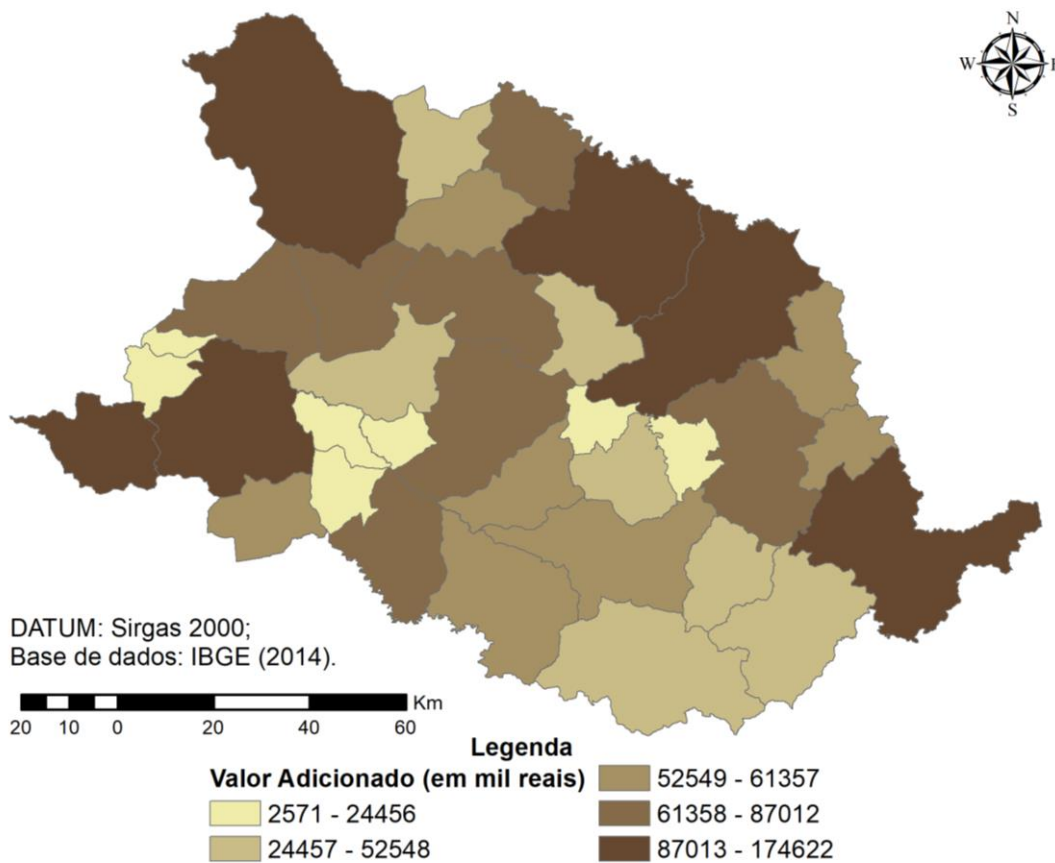 N
W E
S
DATUM: Sirgas 2000;
Base de dados: IBGE (2014).
Km
20 10 0 20 40 60
Legenda
Valor Adicionado (em mil reais)
2571 - 24456
24457 - 52548
52549 - 61357
61358 - 87012
87013 - 174622